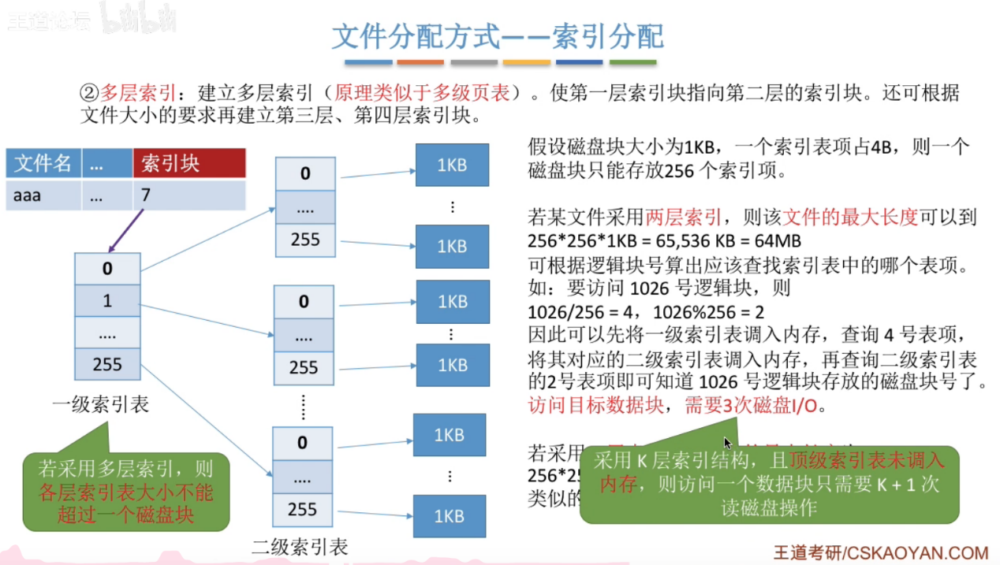 王道论坛 bilibili
文件分配方式——索引分配
②多层索引：建立多层索引（原理类似于多级页表）。使第一层索引块指向第二层的索引块。还可根据
文件大小的要求再建立第三层、第四层索引块。
文件名 ... 索引块
aaa ... 7
0
1
....
255
一级索引表
若采用多层索引，则
各层索引表大小不能
超过一个磁盘块
0
....
255
0
....
255
0
....
255
二级索引表
1KB
1KB
1KB
1KB
1KB
1KB
假设磁盘块大小为1KB，一个索引表项占4B，则一个
磁盘块只能存放256 个索引项。
若某文件采用两层索引，则该文件的最大长度可以到
256*256*1KB = 65,536 KB = 64MB
可根据逻辑块号算出应该查找索引表中的哪个表项。
如：要访问 1026 号逻辑块，则
1026/256 = 4，1026%256 = 2
因此可以先将一级索引表调入内存，查询 4 号表项，
将其对应的二级索引表调入内存，再查询二级索引表
的2号表项即可知道 1026 号逻辑块存放的磁盘块号了。
访问目标数据块，需要3次磁盘I/O。
若采用
256*25
类似的
采用 K 层索引结构，且顶级索引表未调入
内存，则访问一个数据块只需要 K + 1 次
读磁盘操作
王道考研/CSKAOYAN.COM